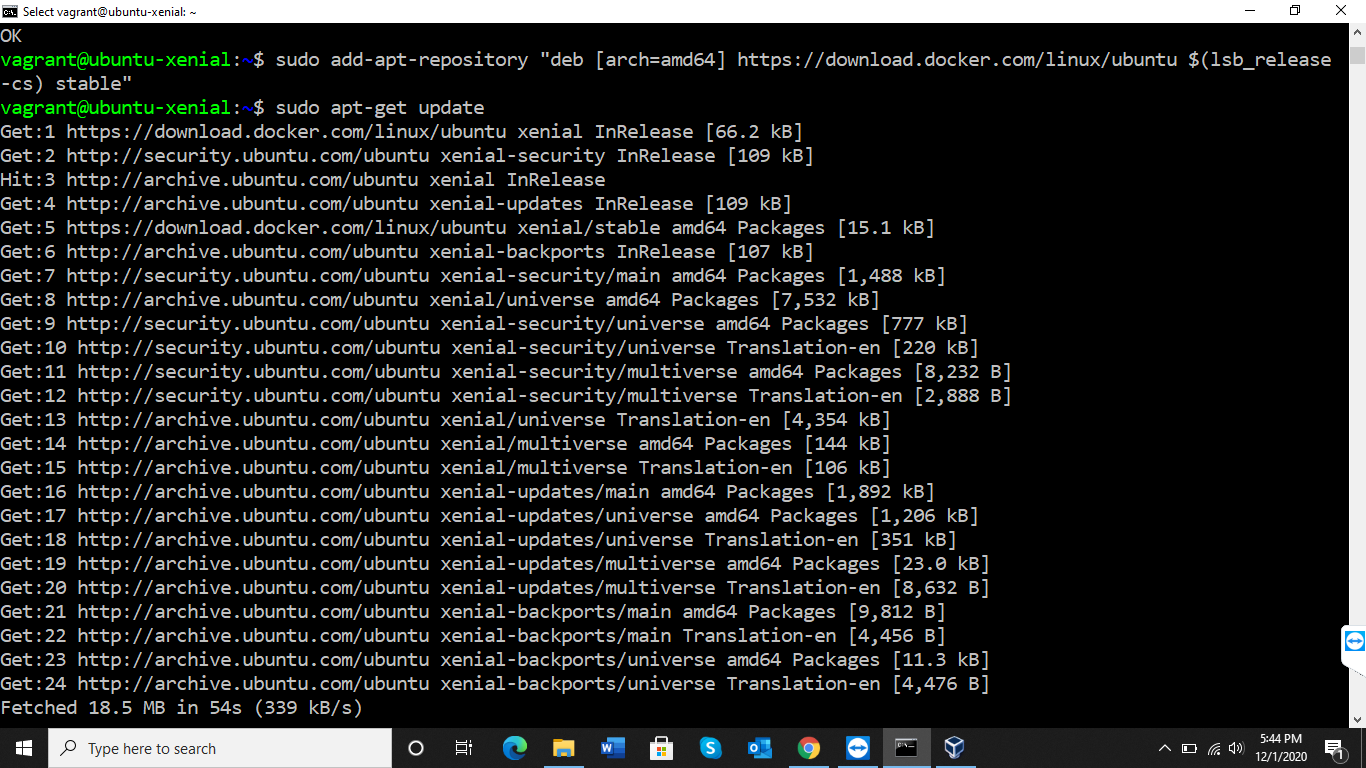 Select vagrant@ubuntu-xenial: ~
OK
vagrant@ubuntu-xenial:~$ sudo add-apt-repository "deb [arch=amd64] https://download.docker.com/linux/ubuntu $(lsb_release
-cs) stable"
vagrant@ubuntu-xenial:~$ sudo apt-get update
Get:1 https://download.docker.com/linux/ubuntu xenial InRelease [66.2 kB]
Get:2 http://security.ubuntu.com/ubuntu xenial-security InRelease [109 kB]
Hit:3 http://archive.ubuntu.com/ubuntu xenial InRelease
Get:4 http://archive.ubuntu.com/ubuntu xenial-updates InRelease [109 kB]
Get:5 https://download.docker.com/linux/ubuntu xenial/stable amd64 Packages [15.1 kB]
Get:6 http://archive.ubuntu.com/ubuntu xenial-backports InRelease [107 kB]
Get:7 http://security.ubuntu.com/ubuntu xenial-security/main amd64 Packages [1,488 kB]
Get:8 http://archive.ubuntu.com/ubuntu xenial/universe amd64 Packages [7,532 kB]
Get:9 http://security.ubuntu.com/ubuntu xenial-security/universe amd64 Packages [777 kB]
Get:10 http://security.ubuntu.com/ubuntu xenial-security/universe Translation-en [220 kB]
Get:11 http://security.ubuntu.com/ubuntu xenial-security/multiverse amd64 Packages [8,232 B]
Get:12 http://security.ubuntu.com/ubuntu xenial-security/multiverse Translation-en [2,888 B]
Get:13 http://archive.ubuntu.com/ubuntu xenial/universe Translation-en [4,354 kB]
Get:14 http://archive.ubuntu.com/ubuntu xenial/multiverse amd64 Packages [144 kB]
Get:15 http://archive.ubuntu.com/ubuntu xenial/multiverse Translation-en [106 kB]
Get:16 http://archive.ubuntu.com/ubuntu xenial-updates/main amd64 Packages [1,892 kB]
Get:17 http://archive.ubuntu.com/ubuntu xenial-updates/universe amd64 Packages [1,206 kB]
Get:18 http://archive.ubuntu.com/ubuntu xenial-updates/universe Translation-en [351 kB]
Get:19 http://archive.ubuntu.com/ubuntu xenial-updates/multiverse amd64 Packages [23.0 kB]
Get:20 http://archive.ubuntu.com/ubuntu xenial-updates/multiverse Translation-en [8,632 B]
Get:21 http://archive.ubuntu.com/ubuntu xenial-backports/main amd64 Packages [9,812 B]
Get:22 http://archive.ubuntu.com/ubuntu xenial-backports/main Translation-en [4,456 B]
Get:23 http://archive.ubuntu.com/ubuntu xenial-backports/universe amd64 Packages [11.3 kB]
Get:24 http://archive.ubuntu.com/ubuntu xenial-backports/universe Translation-en [4,476 B]
Fetched 18.5 MB in 54s (339 kB/s)
Type here to search
5:44 PM
12/1/2020
1